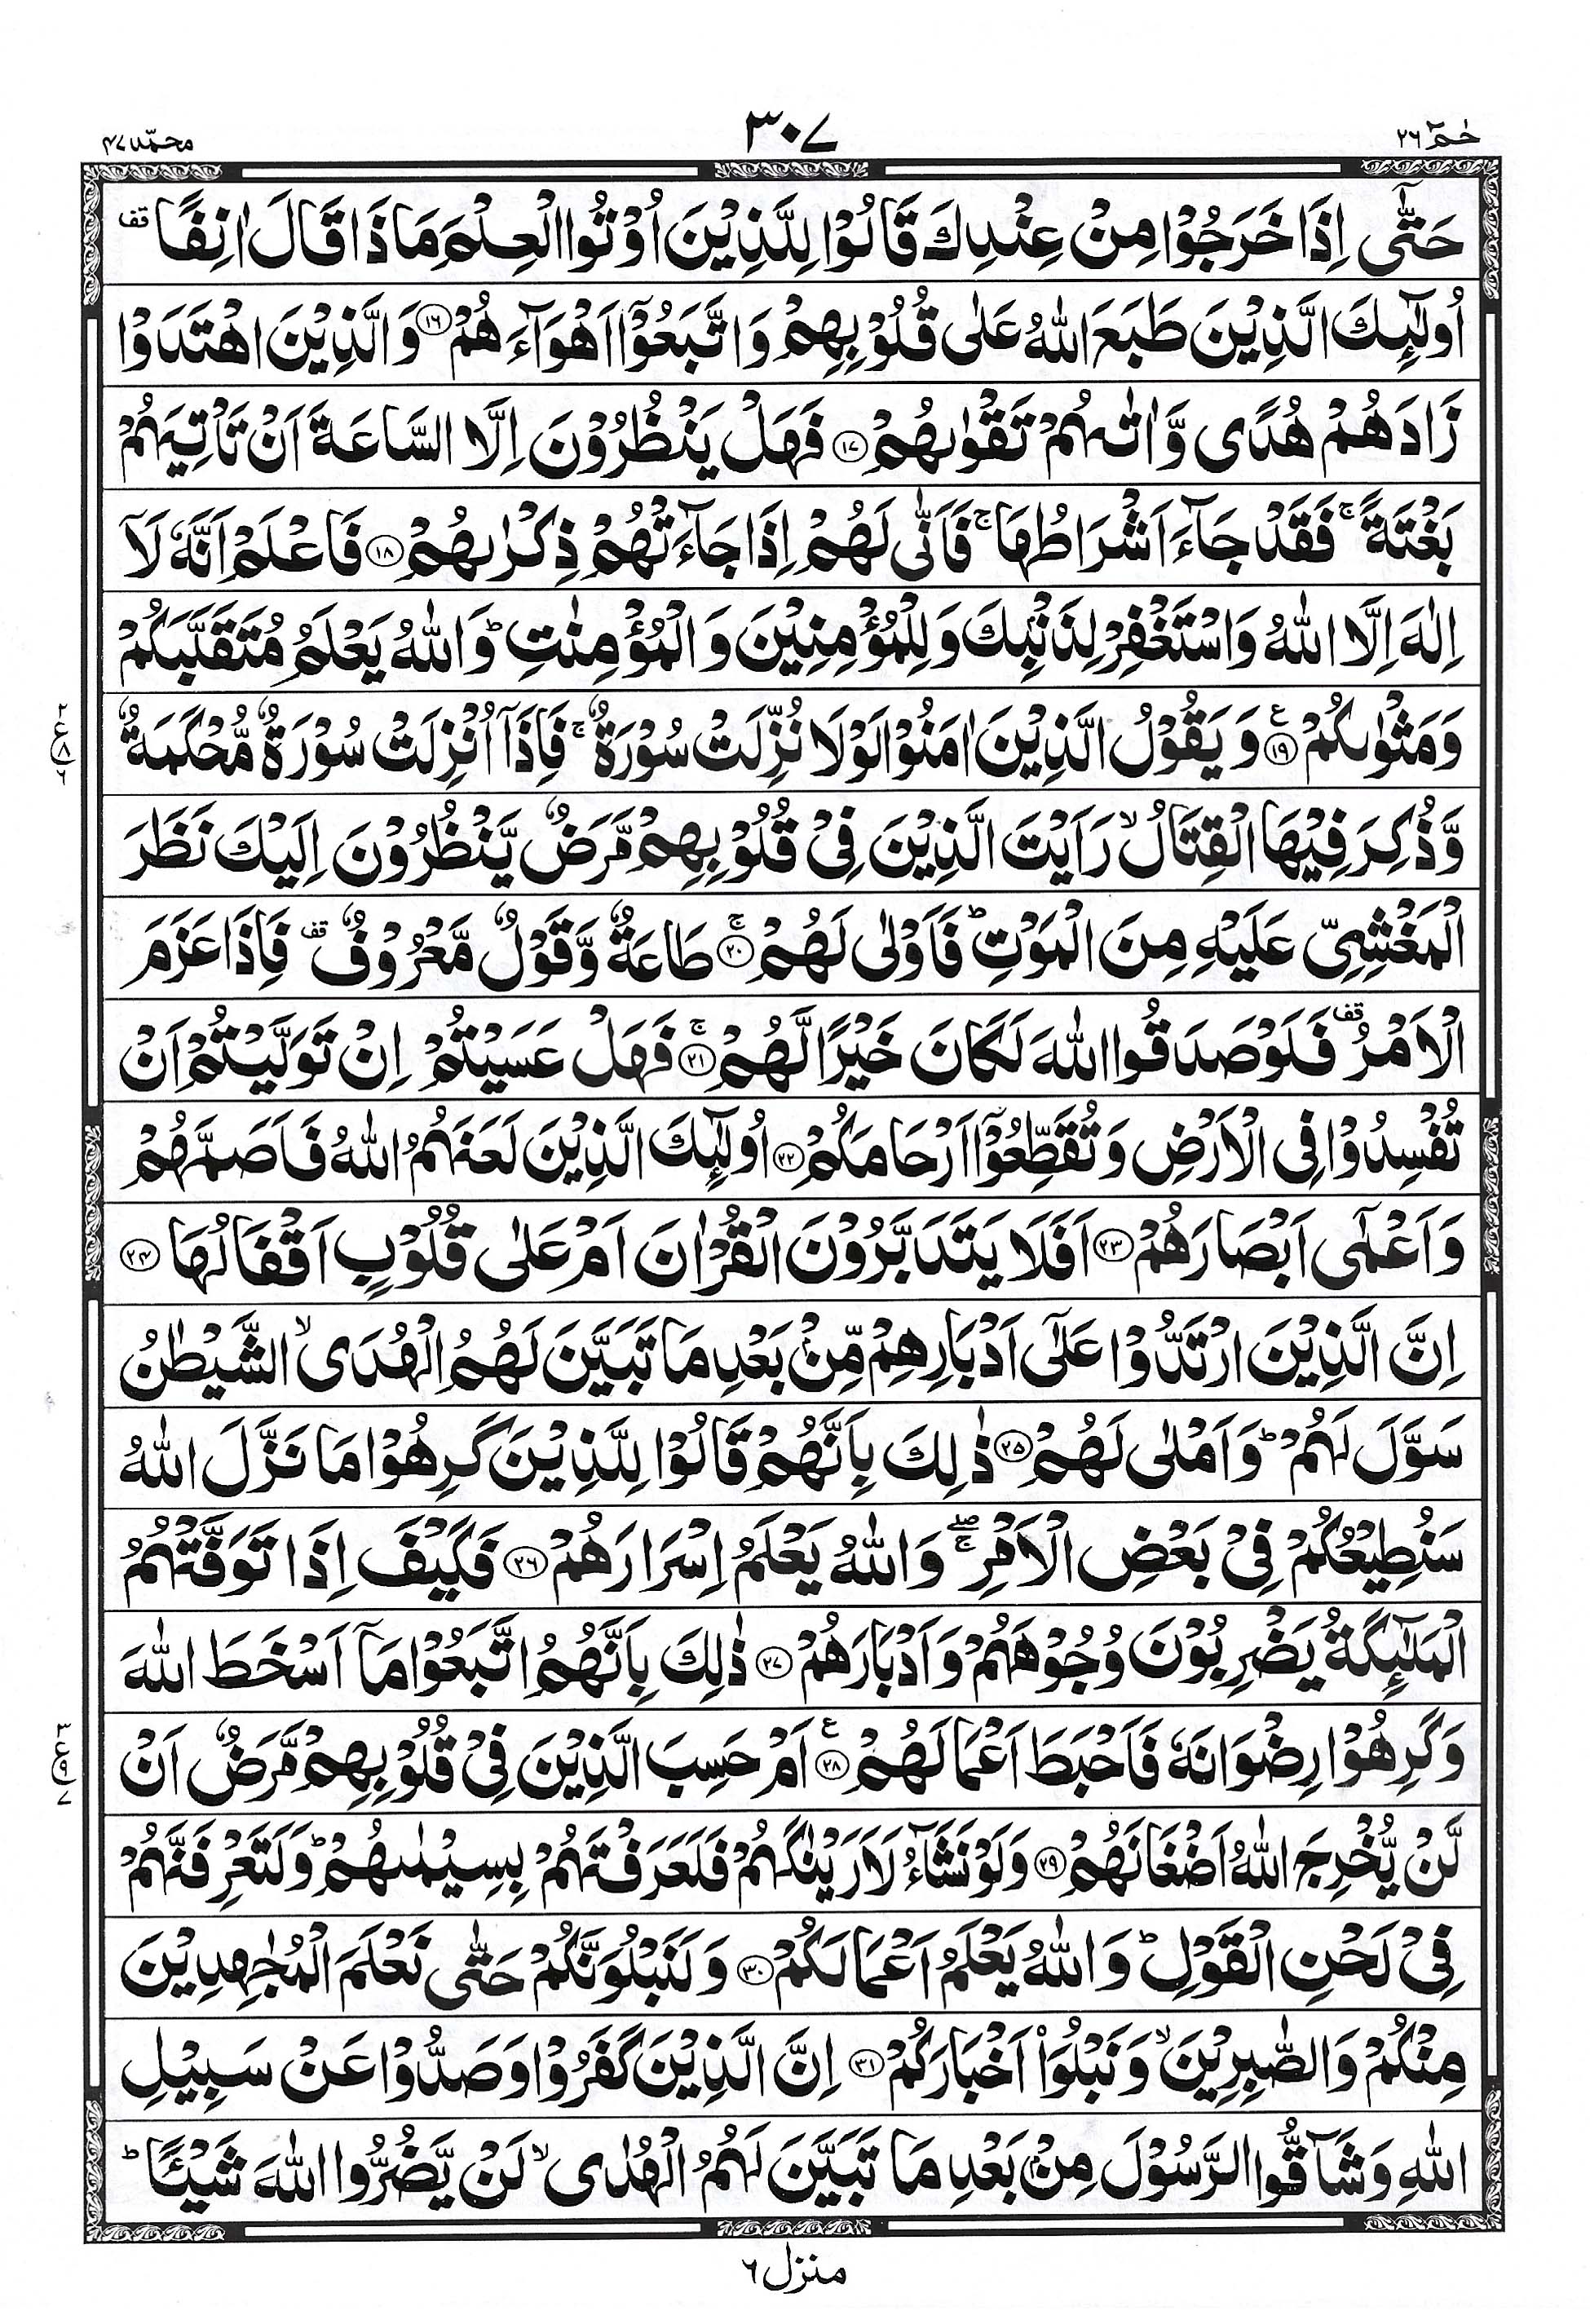 حٰمٓ ٢٦
٣٠٧
محمّد ٤٧
حَتّٰۤى اِذَا خَرَجُوْا مِنْ عِنْدِكَ قَالُوْا لِلَّذِيْنَ اُوْتُوا الْعِلْمَ مَاذَا قَالَ اٰنِفًا قف
اُولٰٓئِكَ الَّذِيْنَ طَبَعَ اللّٰهُ عَلٰى قُلُوْبِهِمْ وَاتَّبَعُوْۤا اَهْوَآءَهُمْ ﴿١٦﴾ وَالَّذِيْنَ اهْتَدَوْا
زَادَهُمْ هُدًى وَّاٰتٰىهُمْ تَقْوٰىهُمْ ﴿١٧﴾ فَهَلْ يَنْظُرُوْنَ اِلَّا السَّاعَةَ اَنْ تَاْتِيَهُمْ
بَغْتَةً ۚ فَقَدْ جَآءَ اَشْرَاطُهَا ۚ فَاَنّٰى لَهُمْ اِذَا جَآءَتْهُمْ ذِكْرٰىهُمْ ﴿١٨﴾ فَاعْلَمْ اَنَّهٗ لَاۤ
اِلٰهَ اِلَّا اللّٰهُ وَاسْتَغْفِرْ لِذَنْۢبِكَ وَلِلْمُؤْمِنِيْنَ وَالْمُؤْمِنٰتِ ؕ وَاللّٰهُ يَعْلَمُ مُتَقَلَّبَكُمْ
وَمَثْوٰىكُمْ ﴿١٩﴾ ع وَيَقُوْلُ الَّذِيْنَ اٰمَنُوْا لَوْلَا نُزِّلَتْ سُوْرَةٌ ۚ فَاِذَاۤ اُنْزِلَتْ سُوْرَةٌ مُّحْكَمَةٌ
وَّذُكِرَ فِيْهَا الْقِتَالُ ۙ رَاَيْتَ الَّذِيْنَ فِيْ قُلُوْبِهِمْ مَّرَضٌ يَّنْظُرُوْنَ اِلَيْكَ نَظَرَ
الْمَغْشِيِّ عَلَيْهِ مِنَ الْمَوْتِ ؕ فَاَوْلٰى لَهُمْ ﴿٢٠﴾ ۚ طَاعَةٌ وَّقَوْلٌ مَّعْرُوْفٌ قف فَاِذَا عَزَمَ
الْاَمْرُ قف فَلَوْ صَدَقُوا اللّٰهَ لَكَانَ خَيْرًا لَّهُمْ ﴿٢١﴾ ۚ فَهَلْ عَسَيْتُمْ اِنْ تَوَلَّيْتُمْ اَنْ
تُفْسِدُوْا فِى الْاَرْضِ وَتُقَطِّعُوْۤا اَرْحَامَكُمْ ﴿٢٢﴾ اُولٰٓئِكَ الَّذِيْنَ لَعَنَهُمُ اللّٰهُ فَاَصَمَّهُمْ
وَاَعْمٰۤى اَبْصَارَهُمْ ﴿٢٣﴾ اَفَلَا يَتَدَبَّرُوْنَ الْقُرْاٰنَ اَمْ عَلٰى قُلُوْبٍ اَقْفَالُهَا ﴿٢٤﴾
اِنَّ الَّذِيْنَ ارْتَدُّوْا عَلٰۤى اَدْبَارِهِمْ مِّنْۢ بَعْدِ مَا تَبَيَّنَ لَهُمُ الْهُدَى ۙ الشَّيْطٰنُ
سَوَّلَ لَهُمْ ؕ وَاَمْلٰى لَهُمْ ﴿٢٥﴾ ذٰلِكَ بِاَنَّهُمْ قَالُوْا لِلَّذِيْنَ كَرِهُوْا مَا نَزَّلَ اللّٰهُ
سَنُطِيْعُكُمْ فِيْ بَعْضِ الْاَمْرِ ۖۚ وَاللّٰهُ يَعْلَمُ اِسْرَارَهُمْ ﴿٢٦﴾ فَكَيْفَ اِذَا تَوَفَّتْهُمُ
الْمَلٰٓئِكَةُ يَضْرِبُوْنَ وُجُوْهَهُمْ وَاَدْبَارَهُمْ ﴿٢٧﴾ ذٰلِكَ بِاَنَّهُمُ اتَّبَعُوْا مَاۤ اَسْخَطَ اللّٰهَ
وَكَرِهُوْا رِضْوَانَهٗ فَاَحْبَطَ اَعْمَالَهُمْ ﴿٢٨﴾ ع اَمْ حَسِبَ الَّذِيْنَ فِيْ قُلُوْبِهِمْ مَّرَضٌ اَنْ
لَّنْ يُّخْرِجَ اللّٰهُ اَضْغَانَهُمْ ﴿٢٩﴾ وَلَوْ نَشَآءُ لَاَرَيْنٰكَهُمْ فَلَعَرَفْتَهُمْ بِسِيْمٰىهُمْ ؕ وَلَتَعْرِفَنَّهُمْ
فِيْ لَحْنِ الْقَوْلِ ؕ وَاللّٰهُ يَعْلَمُ اَعْمَالَكُمْ ﴿٣٠﴾ وَلَنَبْلُوَنَّكُمْ حَتّٰى نَعْلَمَ الْمُجٰهِدِيْنَ
مِنْكُمْ وَالصّٰبِرِيْنَ ۙ وَنَبْلُوَا۟ اَخْبَارَكُمْ ﴿٣١﴾ اِنَّ الَّذِيْنَ كَفَرُوْا وَصَدُّوْا عَنْ سَبِيْلِ
اللّٰهِ وَشَآقُّوا الرَّسُوْلَ مِنْۢ بَعْدِ مَا تَبَيَّنَ لَهُمُ الْهُدٰى ۙ لَنْ يَّضُرُّوا اللّٰهَ شَيْـًٔا ؕ
منزل ٦